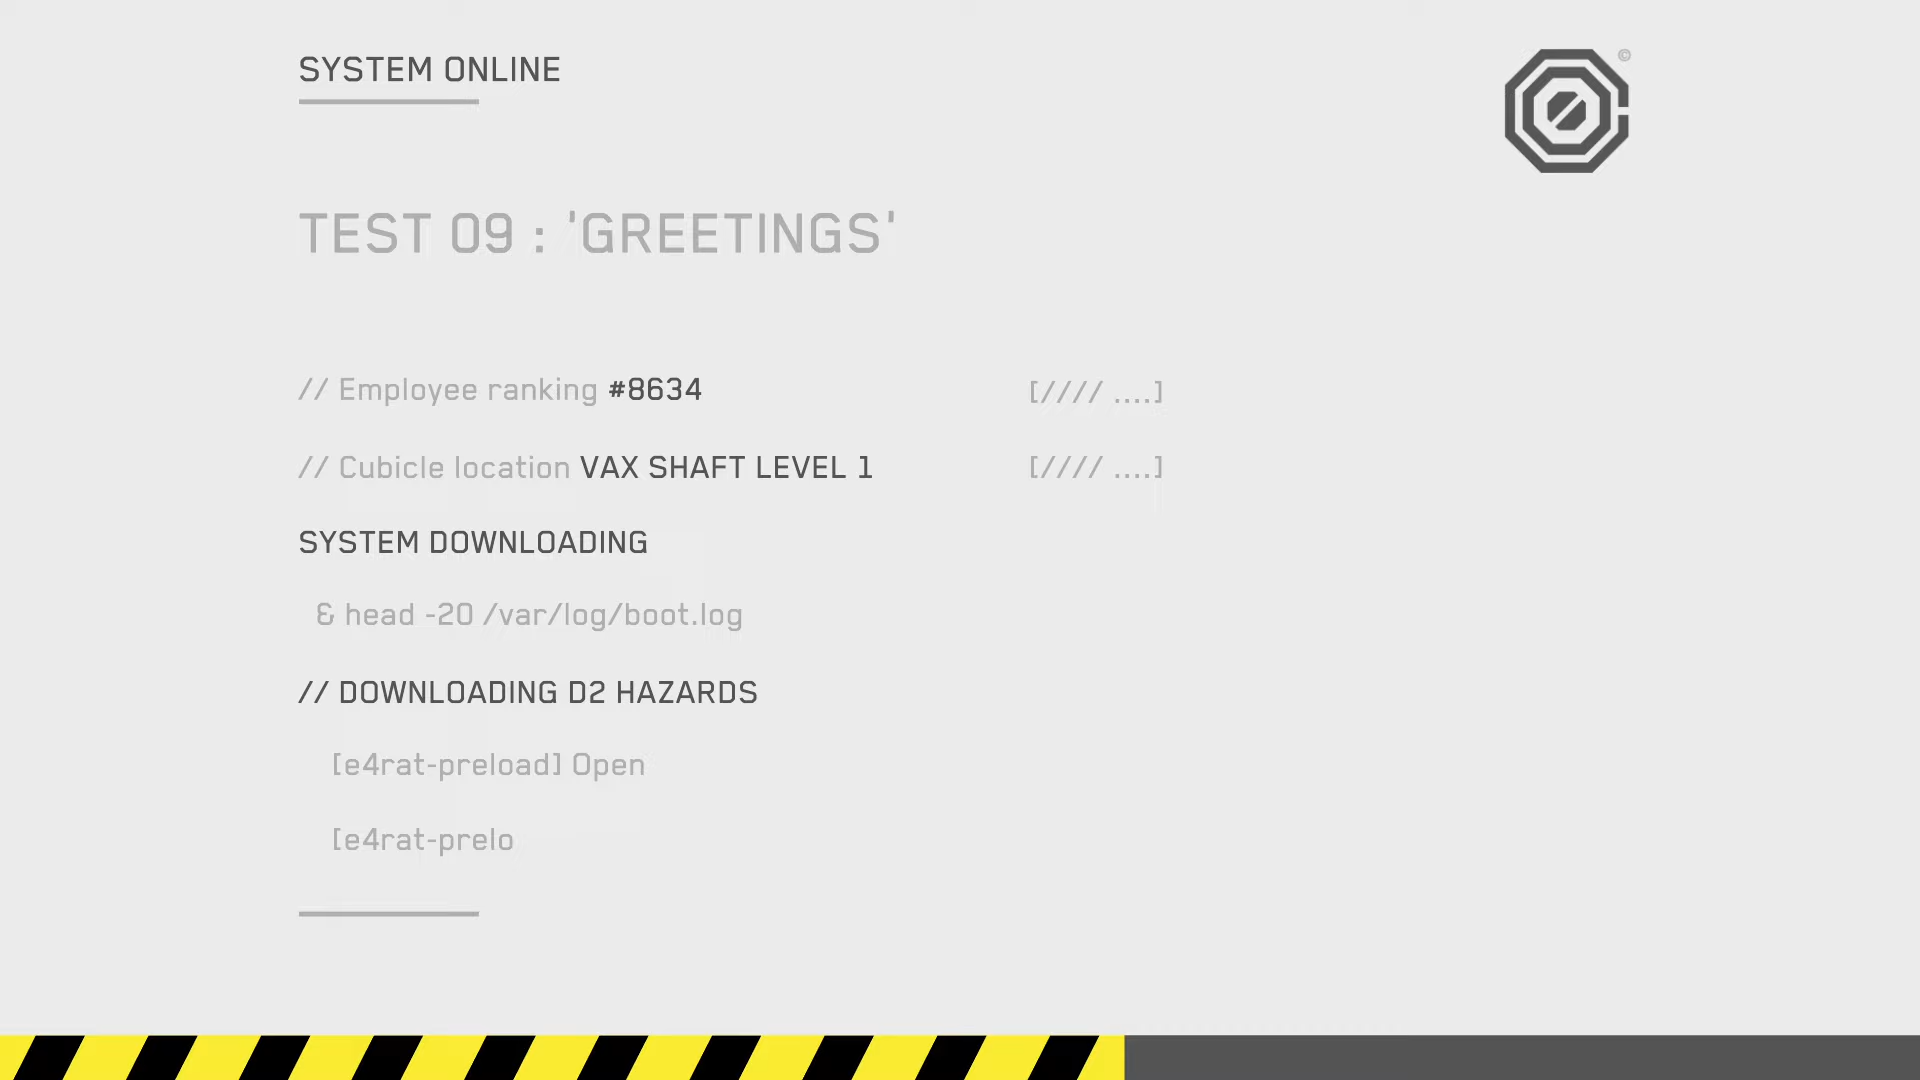 SYSTEM ONLINE
©
TEST 09 : 'GREETINGS'
// Employee ranking #8634 [//// ....]
// Cubicle location VAX SHAFT LEVEL 1 [//// ....]
SYSTEM DOWNLOADING
& head -20 /var/log/boot.log
// DOWNLOADING D2 HAZARDS
[e4rat-preload] Open
[e4rat-prelo